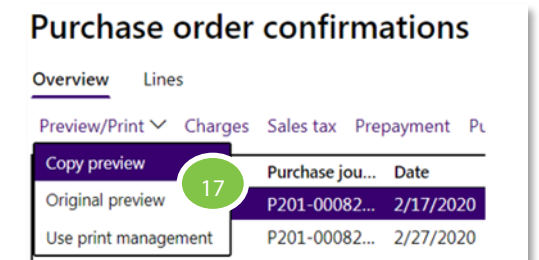 Purchase order confirmations
Overview Lines
Preview/Print Charges Sales tax Prepayment Pu
Copy preview Purchase jou... Date
17
Original preview P201-00082... 2/17/2020
Use print management P201-00082... 2/27/2020